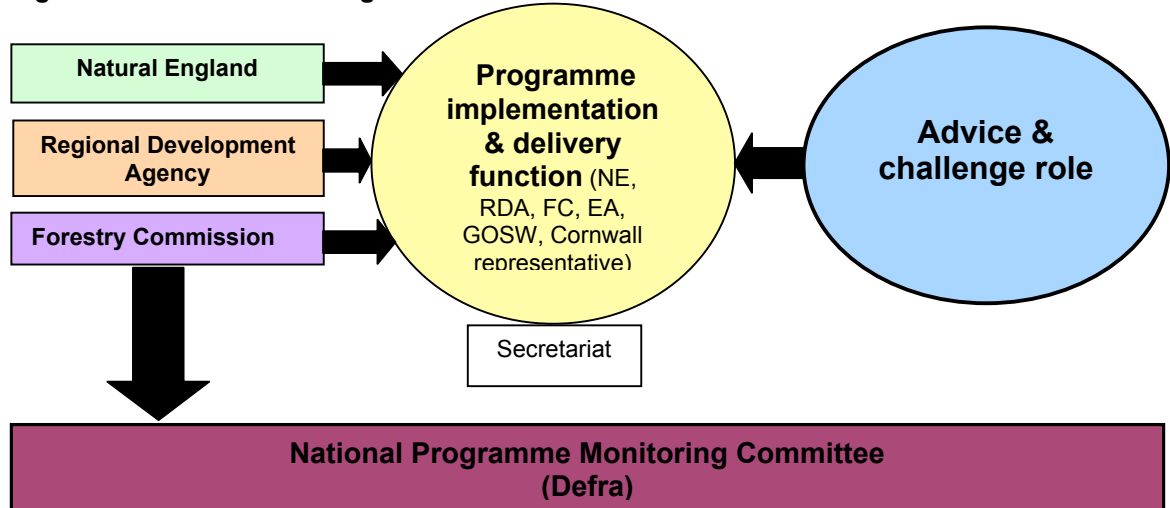 Natural England
Regional Development
Agency
Forestry Commission
Programme
implementation
& delivery
function (NE,
RDA, FC, EA,
GOSW, Cornwall
representative)
Secretariat
Advice &
challenge role
National Programme Monitoring Committee
(Defra)